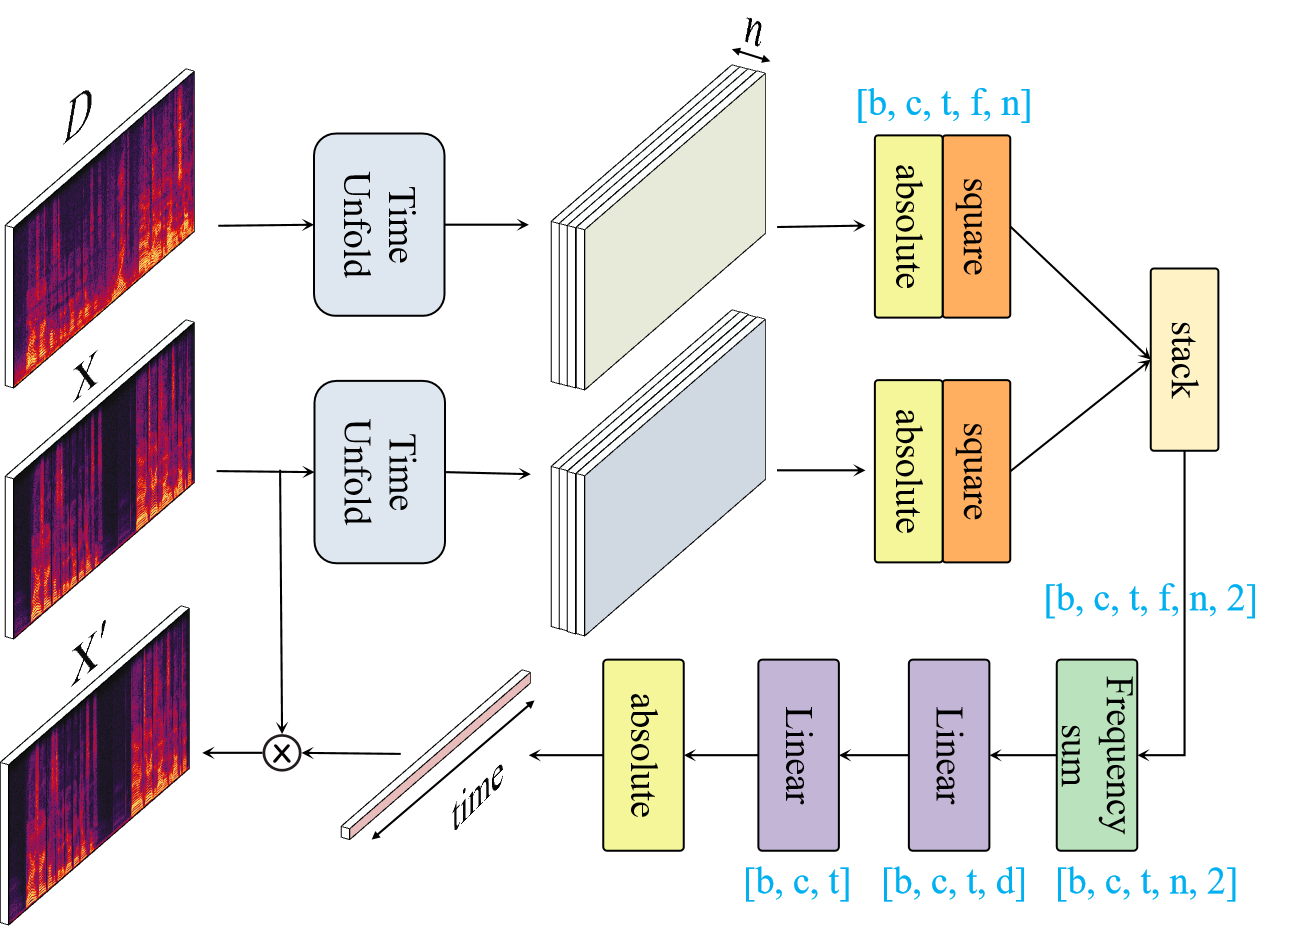 n
D
[b, c, t, f, n]
Time
Unfold
absolute
square
stack
X
Time
Unfold
absolute
square
[b, c, t, f, n, 2]
X'
time
absolute
Linear
Linear
Frequency
sum
[b, c, t]
[b, c, t, d]
[b, c, t, n, 2]